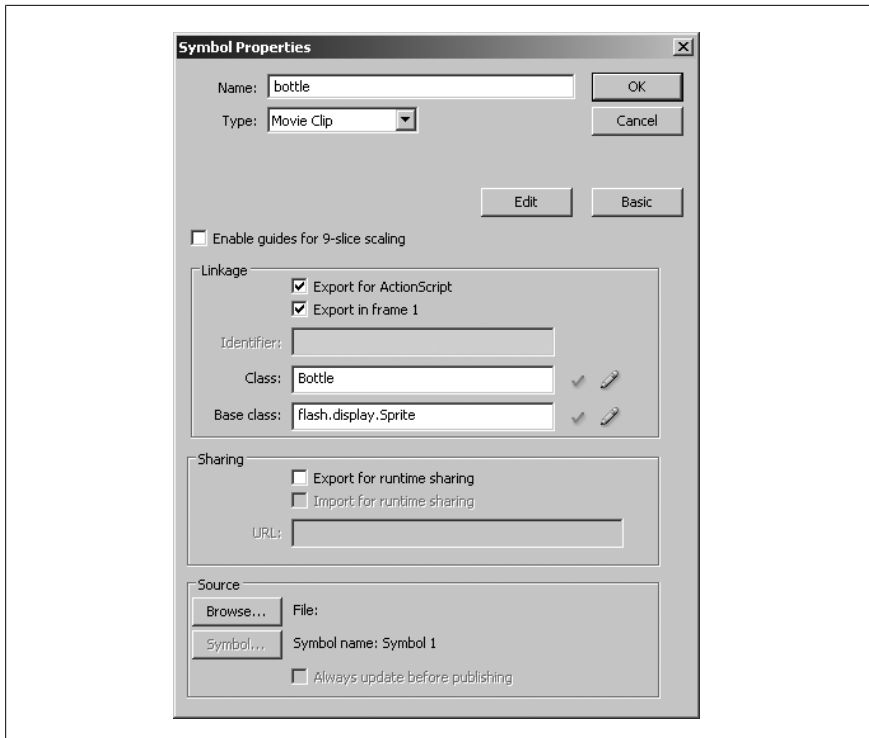 Symbol Properties
Name: bottle OK
Type: Movie Clip Cancel
Edit Basic
Enable guides for 9-slice scaling
Linkage
Export for ActionScript
Export in frame 1
Identifier:
Class: Bottle
Base class: flash.display.Sprite
Sharing
Export for runtime sharing
Import for runtime sharing
URL:
Source
Browse... File:
Symbol... Symbol name: Symbol 1
Always update before publishing